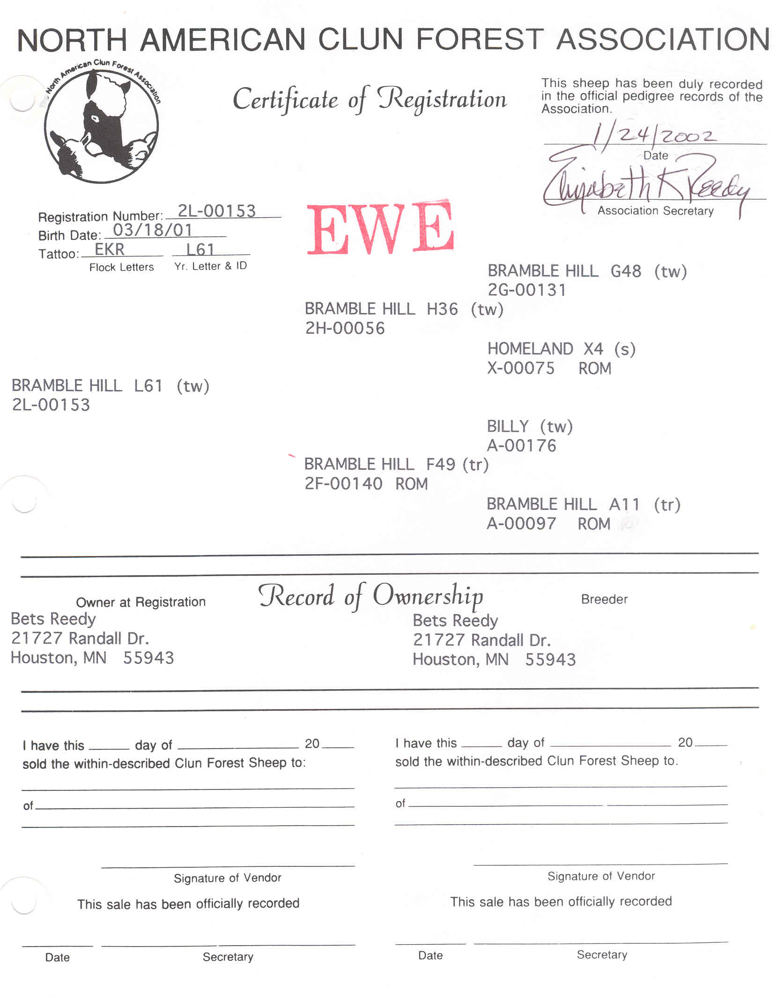 NORTH AMERICAN CLUN FOREST ASSOCIATION
The North American Clun Forest Association
Certificate of Registration
This sheep has been duly recorded
in the official pedigree records of the
Association.
1/24/2002
Date
Elizabeth K Reedy
Association Secretary
EWE
Registration Number: 2L-00153
Birth Date: 03/18/01
Tattoo: EKR L61
Flock Letters Yr. Letter & ID
BRAMBLE HILL G48 (tw)
2G-00131
BRAMBLE HILL H36 (tw)
2H-00056
HOMELAND X4 (s)
X-00075 ROM
BRAMBLE HILL L61 (tw)
2L-00153
BILLY (tw)
A-00176
BRAMBLE HILL F49 (tr)
2F-00140 ROM
BRAMBLE HILL A11 (tr)
A-00097 ROM
Record of Ownership
Owner at Registration
Bets Reedy
21727 Randall Dr.
Houston, MN 55943
Breeder
Bets Reedy
21727 Randall Dr.
Houston, MN 55943
I have this ____ day of ____ 20__
sold the within-described Clun Forest Sheep to:
of
Signature of Vendor
This sale has been officially recorded
Date Secretary
I have this ____ day of ____ 20__
sold the within-described Clun Forest Sheep to:
of
Signature of Vendor
This sale has been officially recorded
Date Secretary